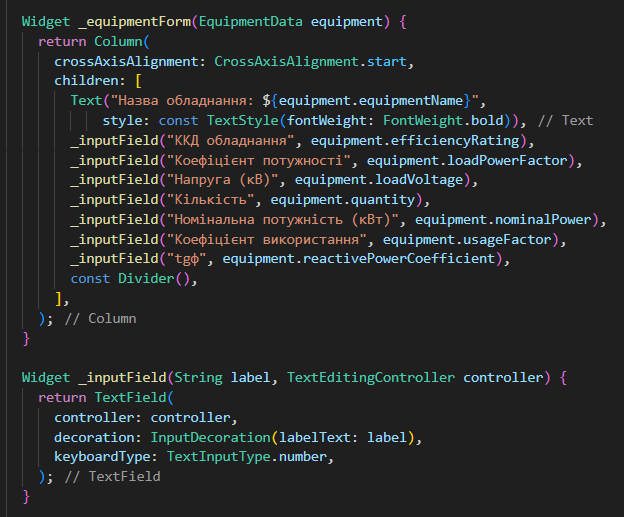 Widget _equipmentForm(EquipmentData equipment) {
  return Column(
    crossAxisAlignment: CrossAxisAlignment.start,
    children: [
      Text("Назва обладнання: ${equipment.equipmentName}",
          style: const TextStyle(fontWeight: FontWeight.bold)), // Text
      _inputField("ККД обладнання", equipment.efficiencyRating),
      _inputField("Коефіцієнт потужності", equipment.loadPowerFactor),
      _inputField("Напруга (кВ)", equipment.loadVoltage),
      _inputField("Кількість", equipment.quantity),
      _inputField("Номінальна потужність (кВт)", equipment.nominalPower),
      _inputField("Коефіцієнт використання", equipment.usageFactor),
      _inputField("tgф", equipment.reactivePowerCoefficient),
      const Divider(),
    ],
  ); // Column
}
Widget _inputField(String label, TextEditingController controller) {
  return TextField(
    controller: controller,
    decoration: InputDecoration(labelText: label),
    keyboardType: TextInputType.number,
  ); // TextField
}